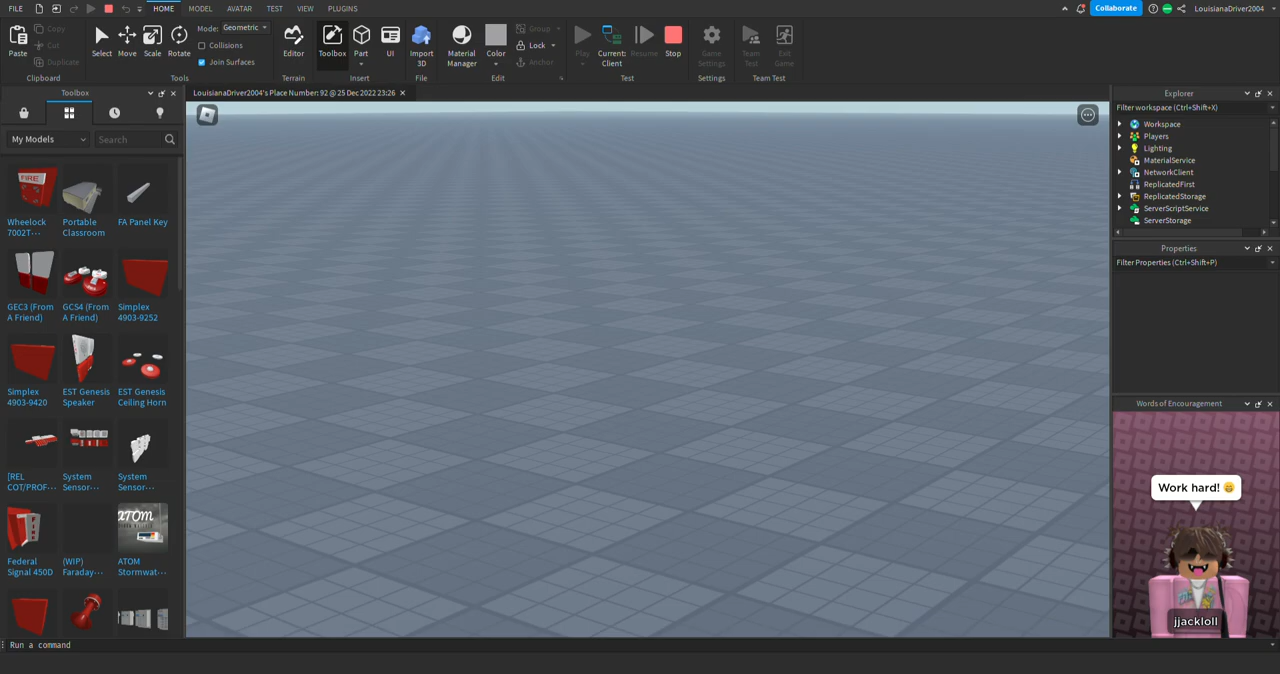 FILE HOME MODEL AVATAR TEST VIEW PLUGINS Collaborate LouisianaDriver2004
Paste Copy Cut Duplicate Clipboard
Select Move Scale Rotate Mode: Geometric Collisions Join Surfaces Tools
Editor Terrain
Toolbox Part UI Insert
Import 3D File
Material Manager Color Group Lock Anchor Edit
Play Current: Client Resume Stop Test
Game Settings Settings
Team Test Exit Game Team Test
Toolbox
LouisianaDriver2004's Place Number: 92 @ 25 Dec 2022 23:26
My Models Search
FIRE
Wheelock 7002T...
Portable Classroom
FA Panel Key
GEC3 (From A Friend)
GCS4 (From A Friend)
Simplex 4903-9252
Simplex 4903-9420
EST Genesis Speaker
EST Genesis Ceiling Horn
[REL COT/PROF...
System Sensor...
System Sensor...
ATOM
Federal Signal 450D
(WIP) Faraday...
ATOM Stormwat...
Explorer
Filter workspace (Ctrl+Shift+X)
Workspace
Players
Lighting
MaterialService
NetworkClient
ReplicatedFirst
ReplicatedStorage
ServerScriptService
ServerStorage
Properties
Filter Properties (Ctrl+Shift+P)
Words of Encouragement
Work hard! 😁
jjackloll
Run a command